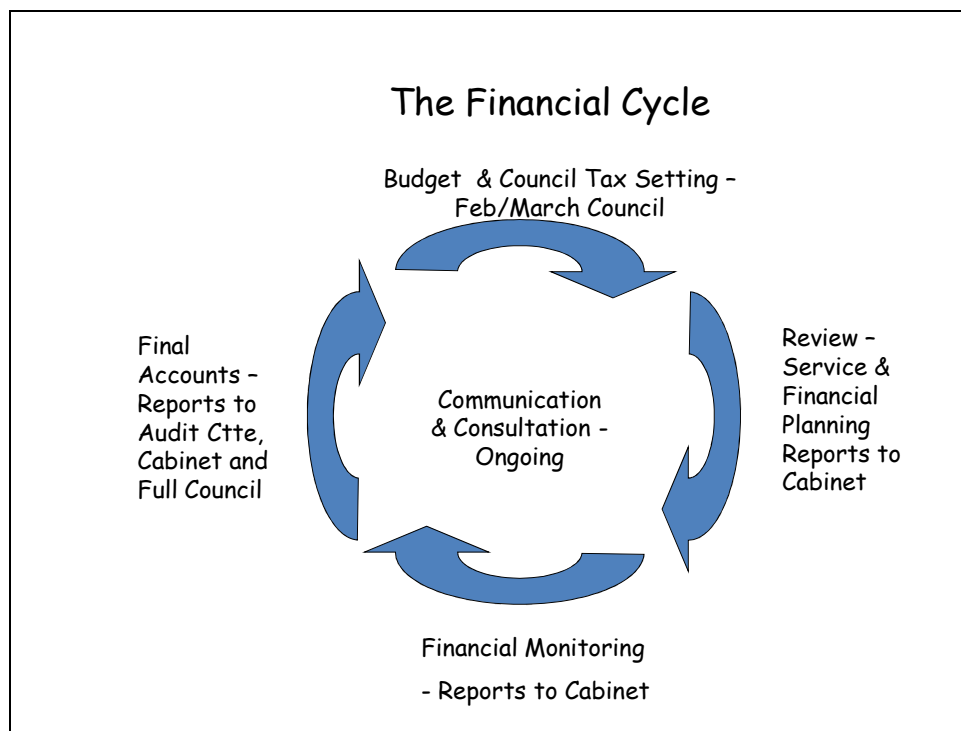 The Financial Cycle
Budget & Council Tax Setting –
Feb/March Council
Review –
Service &
Financial
Planning
Reports to
Cabinet
Financial Monitoring
- Reports to Cabinet
Final
Accounts –
Reports to
Audit Ctte,
Cabinet and
Full Council
Communication
& Consultation -
Ongoing